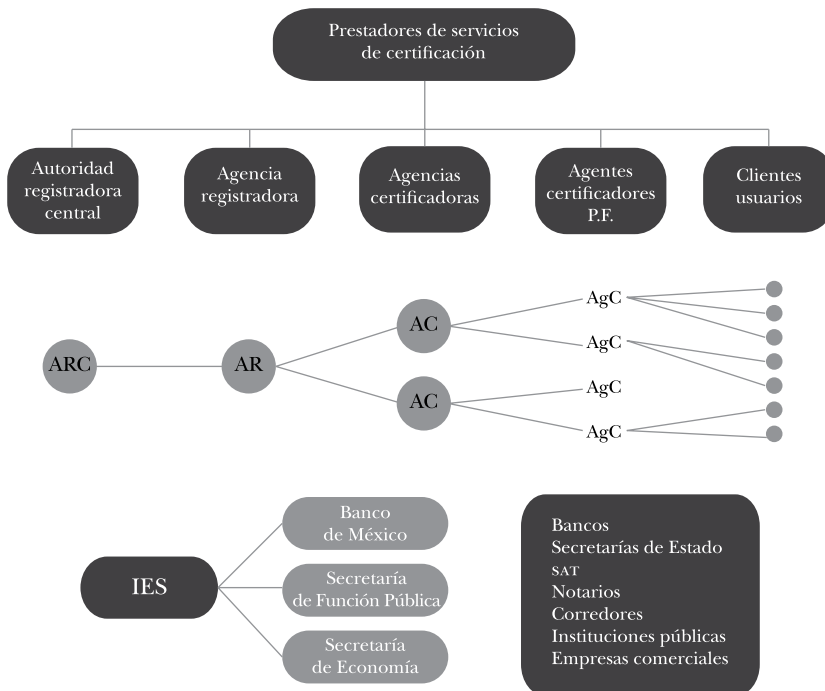 Prestadores de servicios
de certificación
Autoridad
registradora
central
Agencia
registradora
Agencias
certificadoras
Agentes
certificadores
P.F.
Clientes
usuarios
ARC
AR
AC
AC
AgC
AgC
AgC
AgC
IES
Banco
de México
Secretaría
de Función Pública
Secretaría
de Economía
Bancos
Secretarías de Estado
SAT
Notarios
Corredores
Instituciones públicas
Empresas comerciales